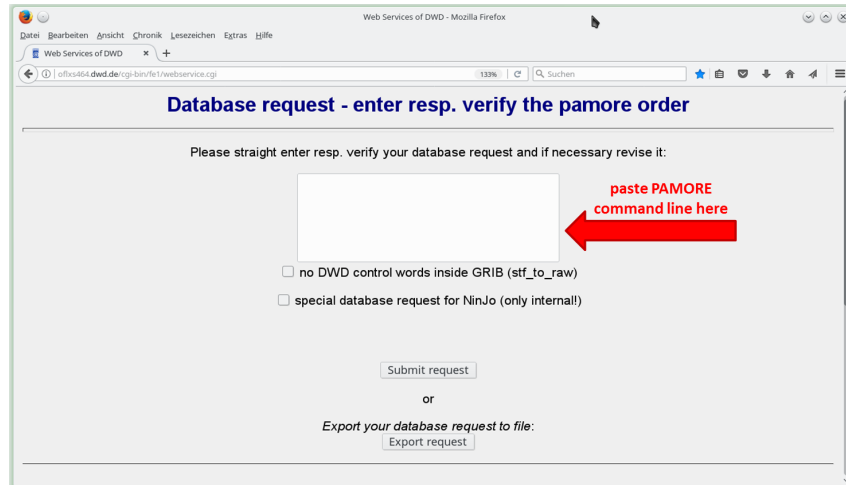 Web Services of DWD - Mozilla Firefox
Datei Bearbeiten Ansicht Chronik Lesezeichen Extras Hilfe
Web Services of DWD × +
oflxs464.dwd.de/cgi-bin/fe1/webservice.cgi 133% Suchen
Database request - enter resp. verify the pamore order
Please straight enter resp. verify your database request and if necessary revise it:
paste PAMORE
command line here
no DWD control words inside GRIB (stf_to_raw)
special database request for NinJo (only internal!)
Submit request
or
Export your database request to file:
Export request